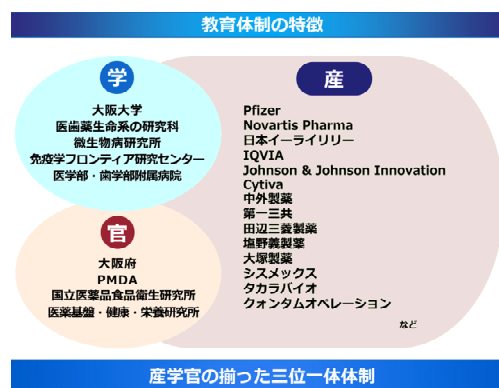 教育体制の特徴
学
大阪大学
医歯薬生命系の研究科
微生物病研究所
免疫学フロンティア研究センター
医学部・歯学部附属病院
官
大阪府
PMDA
国立医薬品食品衛生研究所
医薬基盤・健康・栄養研究所
産
Pfizer
Novartis Pharma
日本イーライリリー
IQVIA
Johnson & Johnson Innovation
Cytiva
中外製薬
第一三共
田辺三菱製薬
塩野義製薬
大塚製薬
シスメックス
タカラバイオ
クォンタムオペレーション
など
産学官の揃った三位一体体制